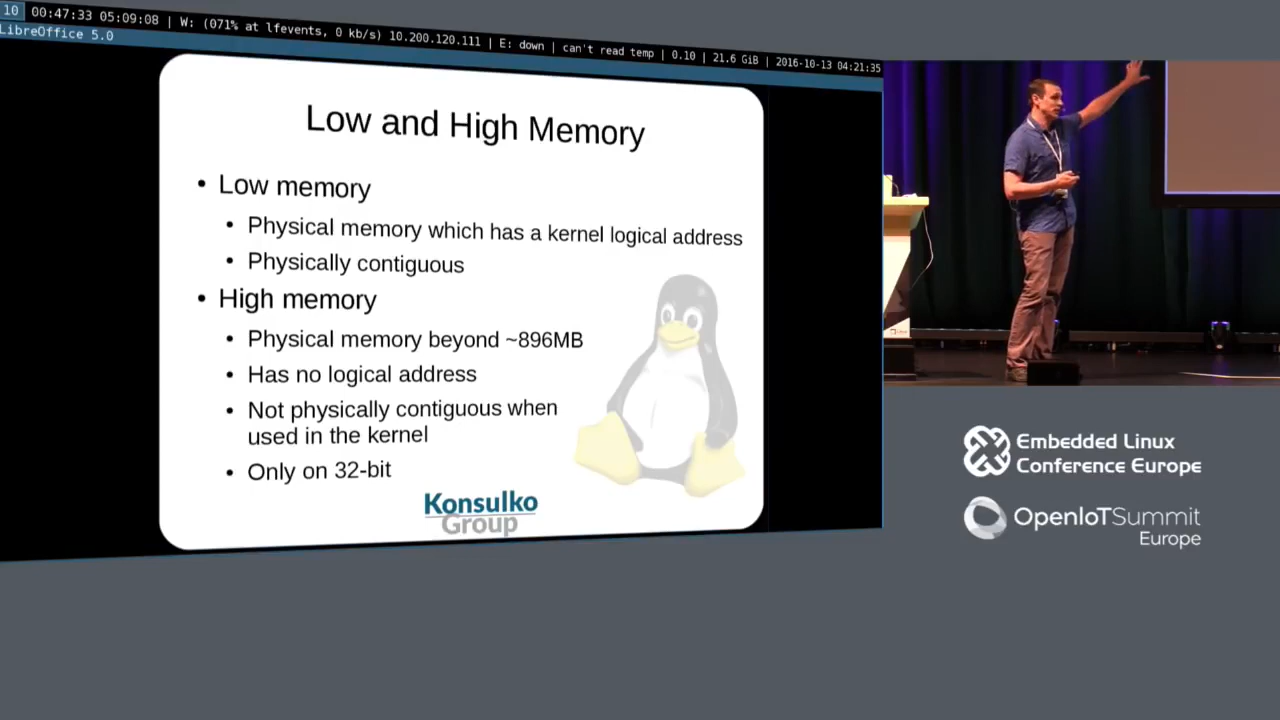 10 00:47:33 05:09:08 | W: (071% at lfevents, 0 kb/s) 10.200.120.111 | E: down | can't read temp | 0.10 | 21.6 GiB | 2016-10-13 04:21:35
LibreOffice 5.0
Low and High Memory
• Low memory
• Physical memory which has a kernel logical address
• Physically contiguous
• High memory
• Physical memory beyond ~896MB
• Has no logical address
• Not physically contiguous when
used in the kernel
• Only on 32-bit
Konsulko
Group
Embedded Linux
Conference Europe
OpenIoTSummit
Europe